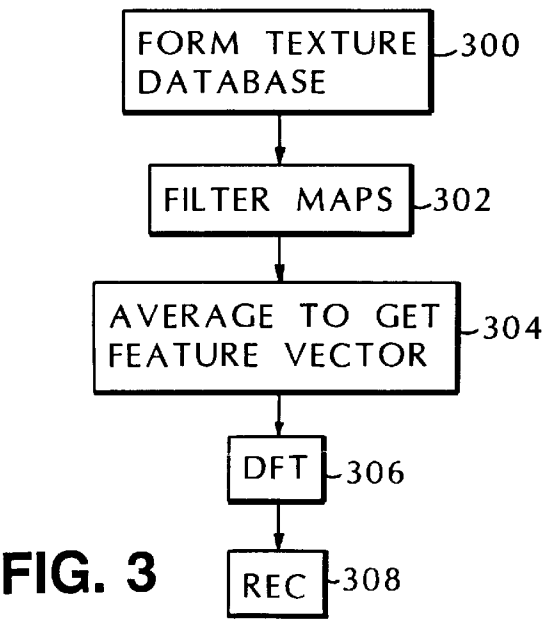 FORM TEXTURE
DATABASE
300
FILTER MAPS
302
AVERAGE TO GET
FEATURE VECTOR
304
DFT
306
REC
308
FIG. 3